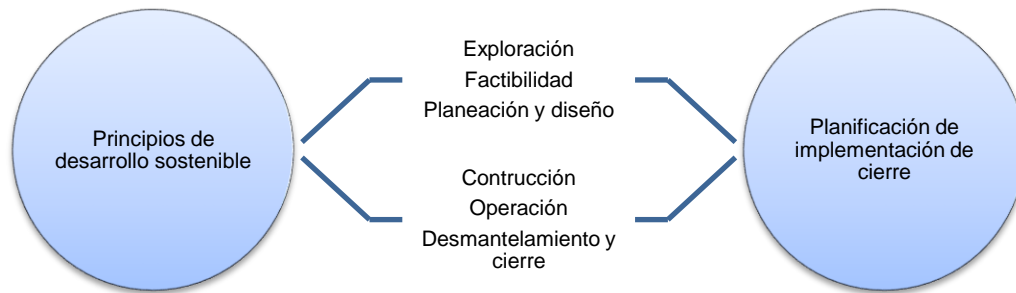 Principios de
desarrollo sostenible
Exploración
Factibilidad
Planeación y diseño
Contrucción
Operación
Desmantelamiento y
cierre
Planificación de
implementación de
cierre